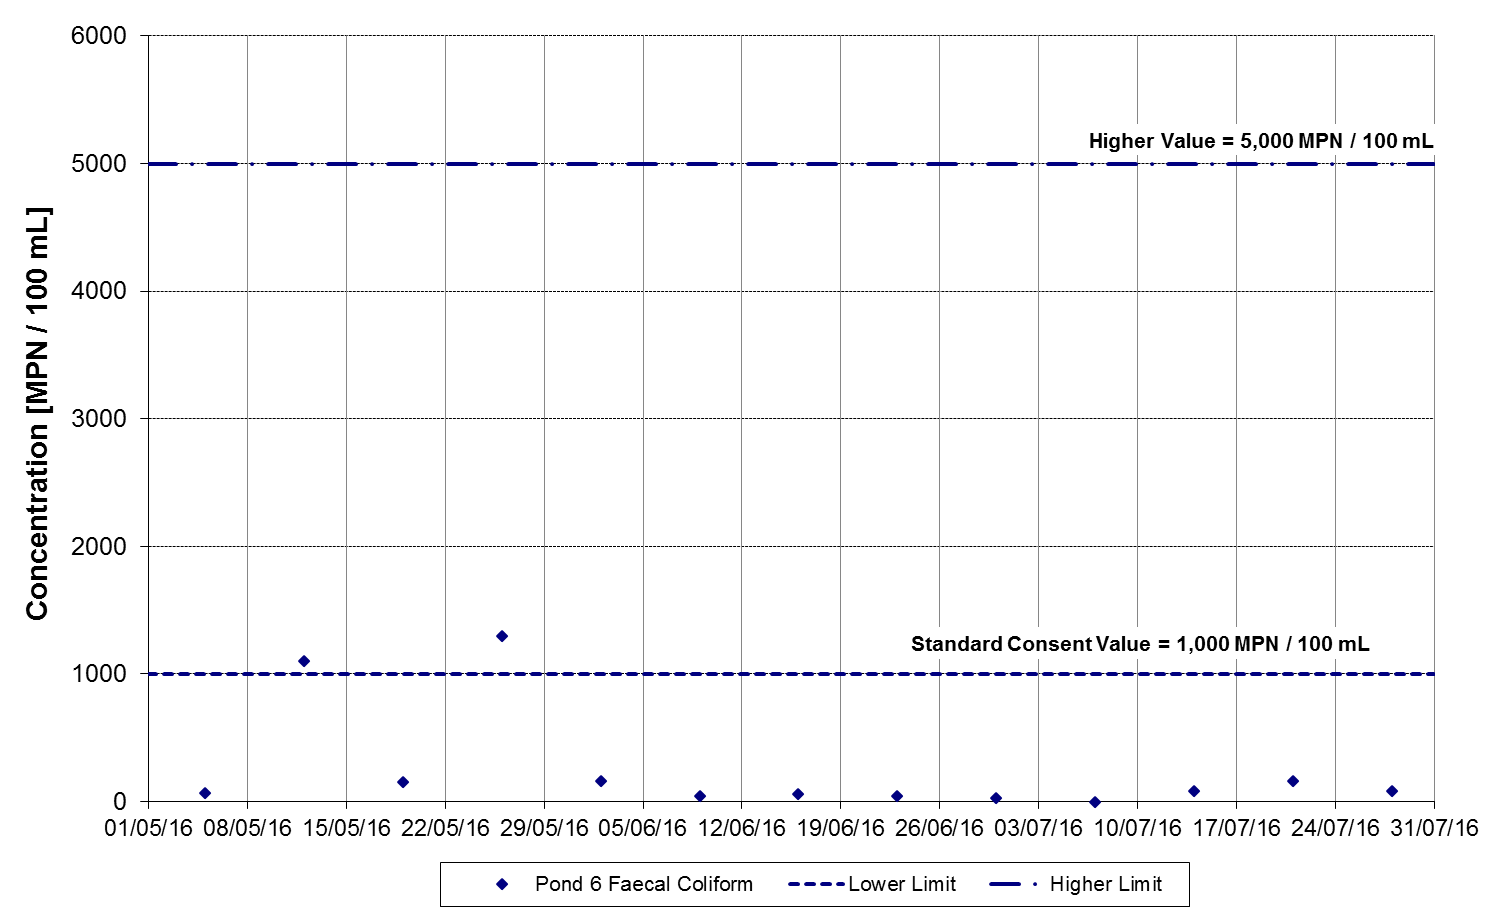 6000
Higher Value = 5,000 MPN / 100 mL
5000
4000
3000
2000
Standard Consent Value = 1,000 MPN / 100 mL
1000
0
Concentration [MPN / 100 mL]
01/05/16 08/05/16 15/05/16 22/05/16 29/05/16 05/06/16 12/06/16 19/06/16 26/06/16 03/07/16 10/07/16 17/07/16 24/07/16 31/07/16
Pond 6 Faecal Coliform Lower Limit Higher Limit